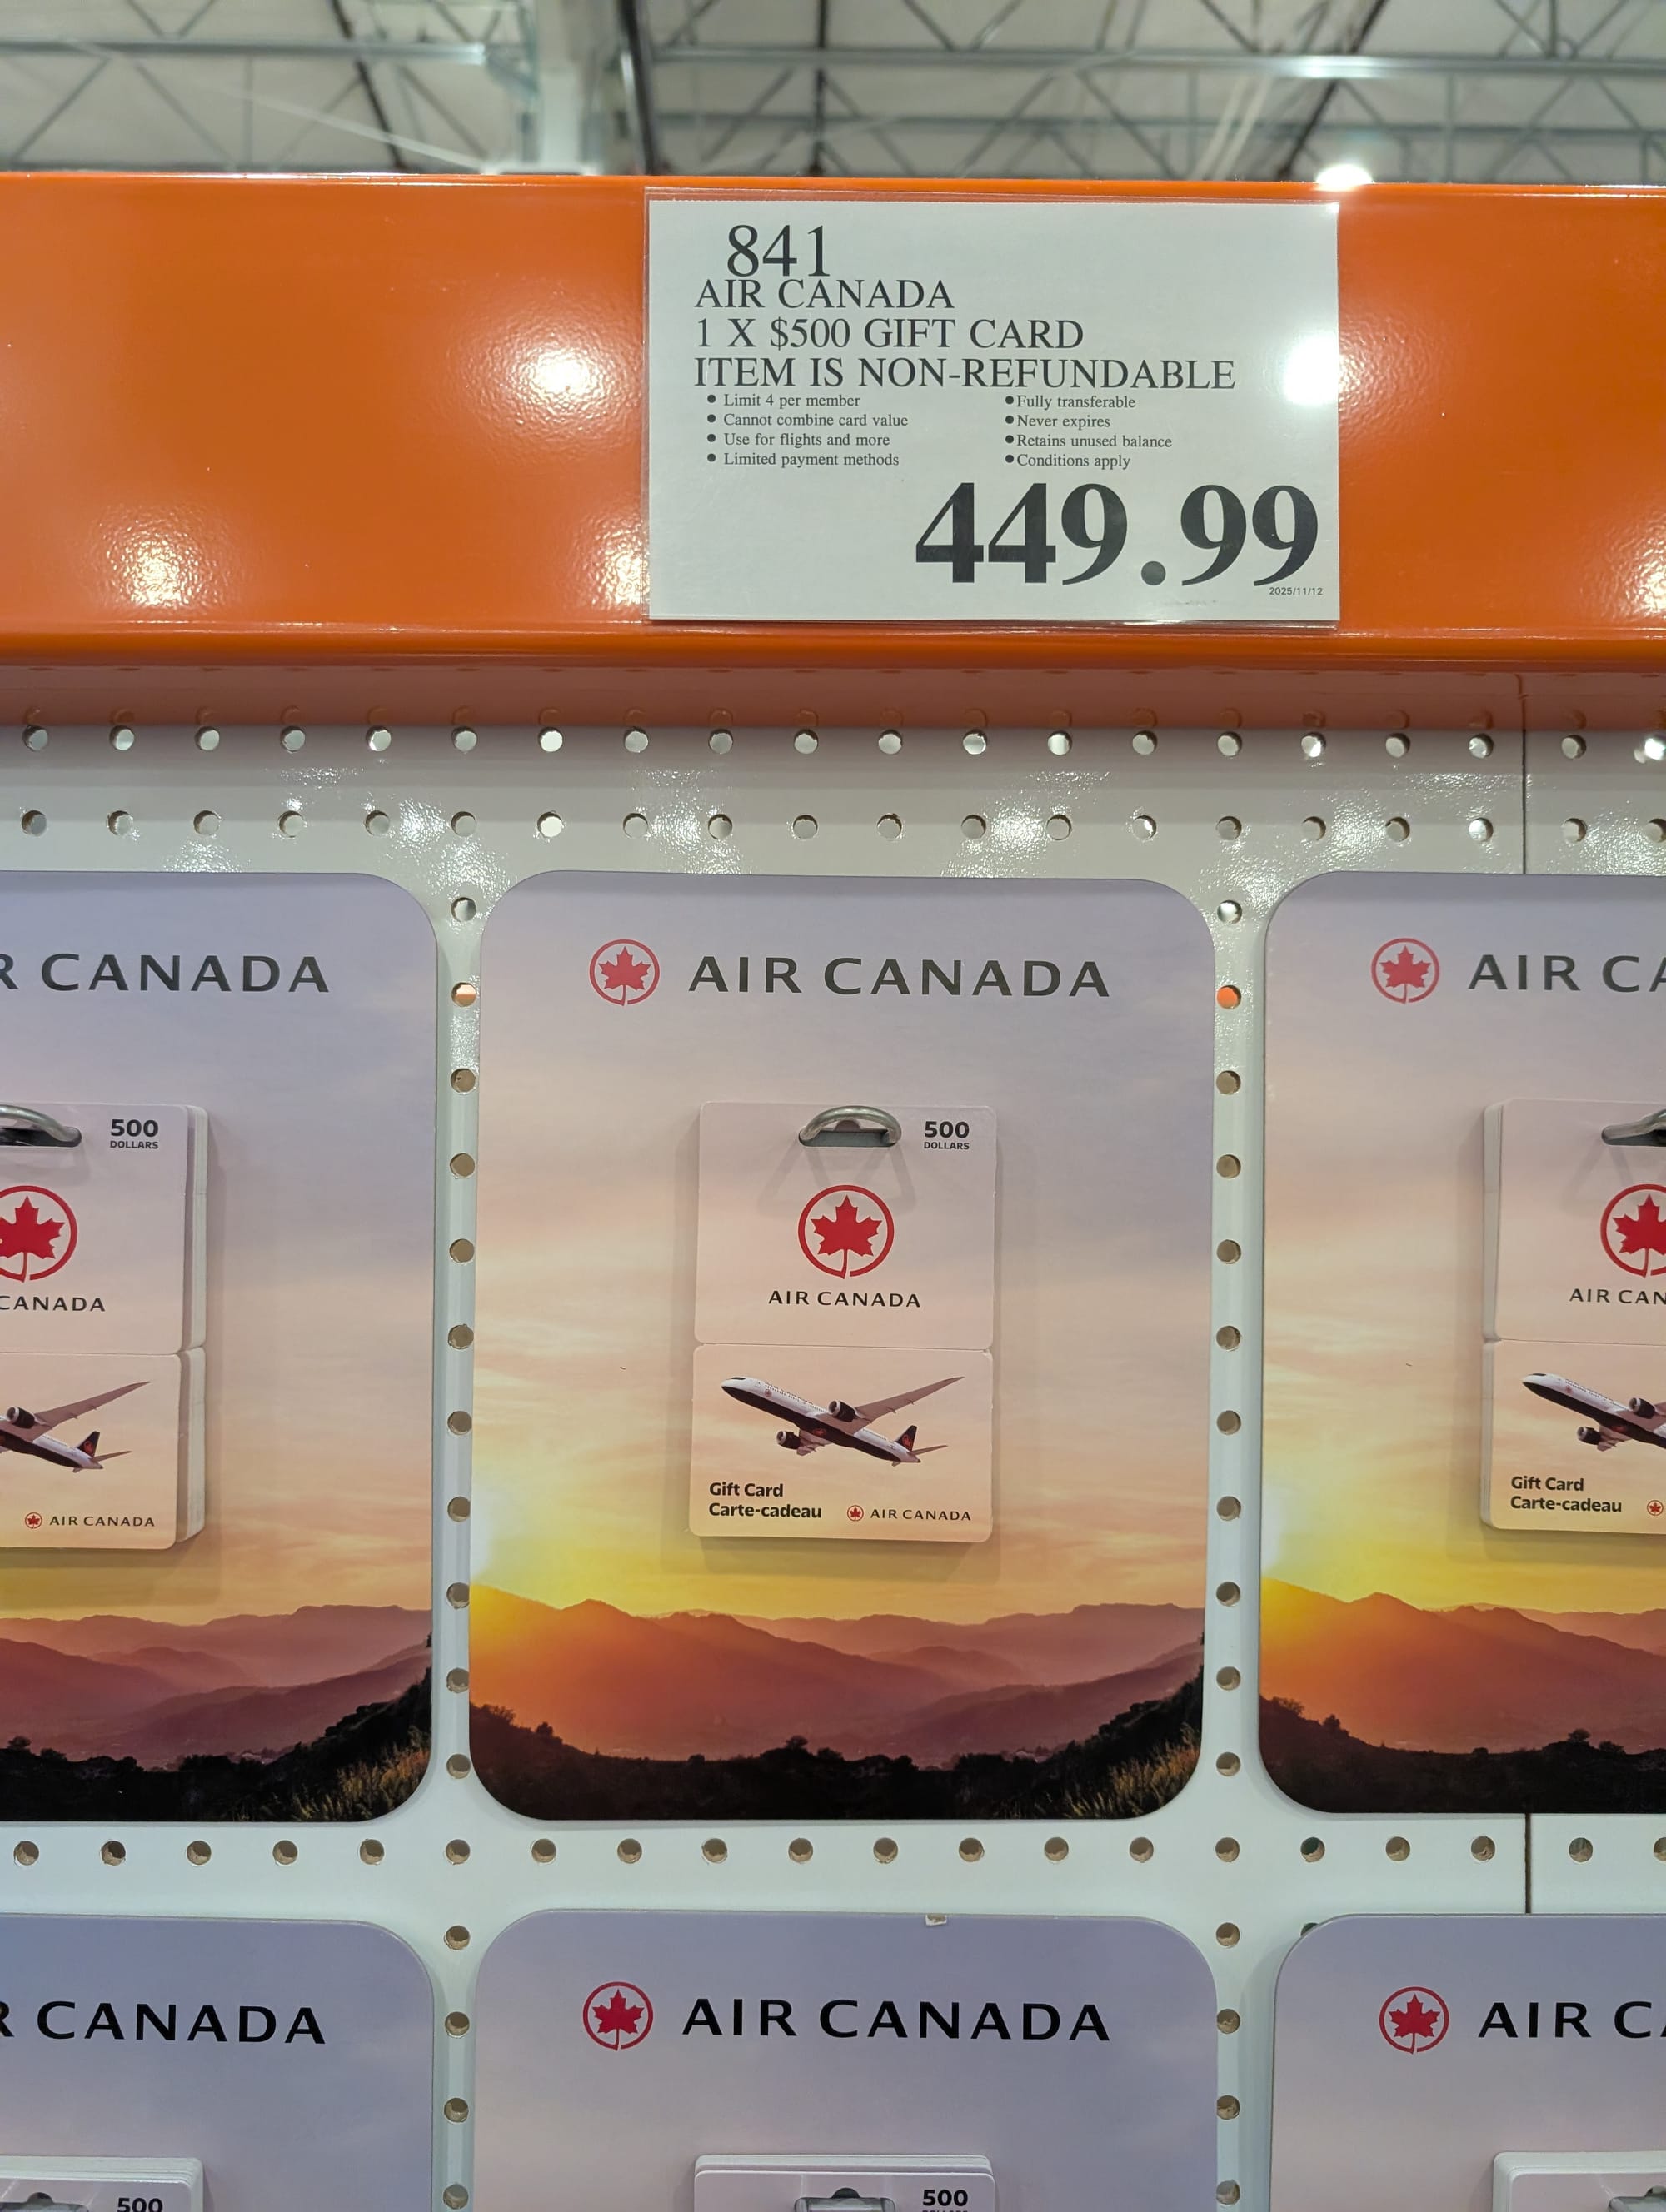 841
AIR CANADA
1 X $500 GIFT CARD
ITEM IS NON-REFUNDABLE
• Limit 4 per member
• Cannot combine card value
• Use for flights and more
• Limited payment methods
• Fully transferable
• Never expires
• Retains unused balance
• Conditions apply
449.99
2025/11/12
R CANADA
500
DOLLARS
CANADA
AIR CANADA
AIR CANADA
500
DOLLARS
AIR CANADA
Gift Card
Carte-cadeau
AIR CANADA
AIR CA
AIR CAN
Gift Card
Carte-cadeau
R CANADA
500
AIR CANADA
500
AIR C